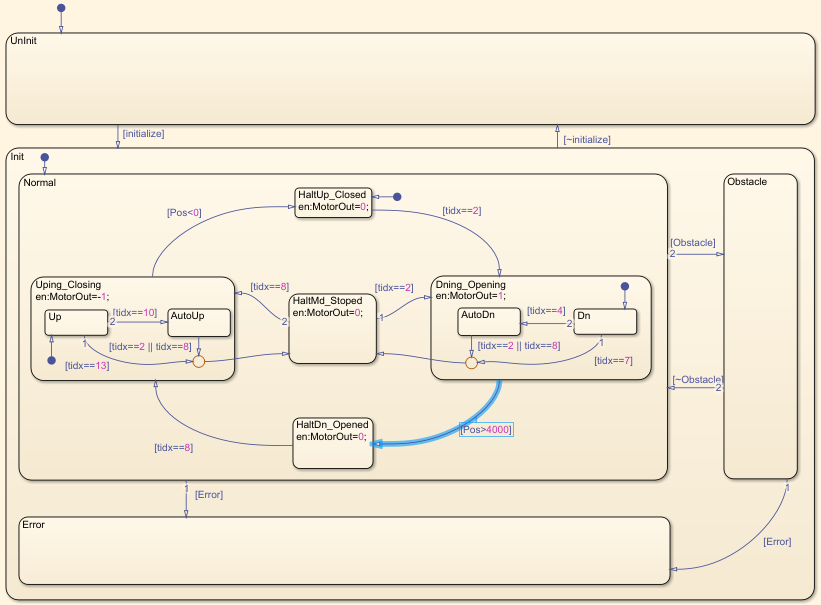 UnInit
[initialize]
[~initialize]
Init
Normal
Obstacle
HaltUp_Closed
en:MotorOut=0;
[Pos<0]
[tidx==2]
[Obstacle]
2
Uping_Closing
en:MotorOut=-1;
[tidx==8]
2
HaltMd_Stoped
en:MotorOut=0;
[tidx==2]
1
Dning_Opening
en:MotorOut=1;
Up
[tidx==10]
2
AutoUp
AutoDn
[tidx==4]
2
Dn
1
[tidx==2 || tidx==8]
[tidx==13]
[tidx==2 || tidx==8]
1
[tidx==7]
[~Obstacle]
2
HaltDn_Opened
en:MotorOut=0;
[Pos>4000]
[tidx==8]
1
[Error]
1
Error
[Error]